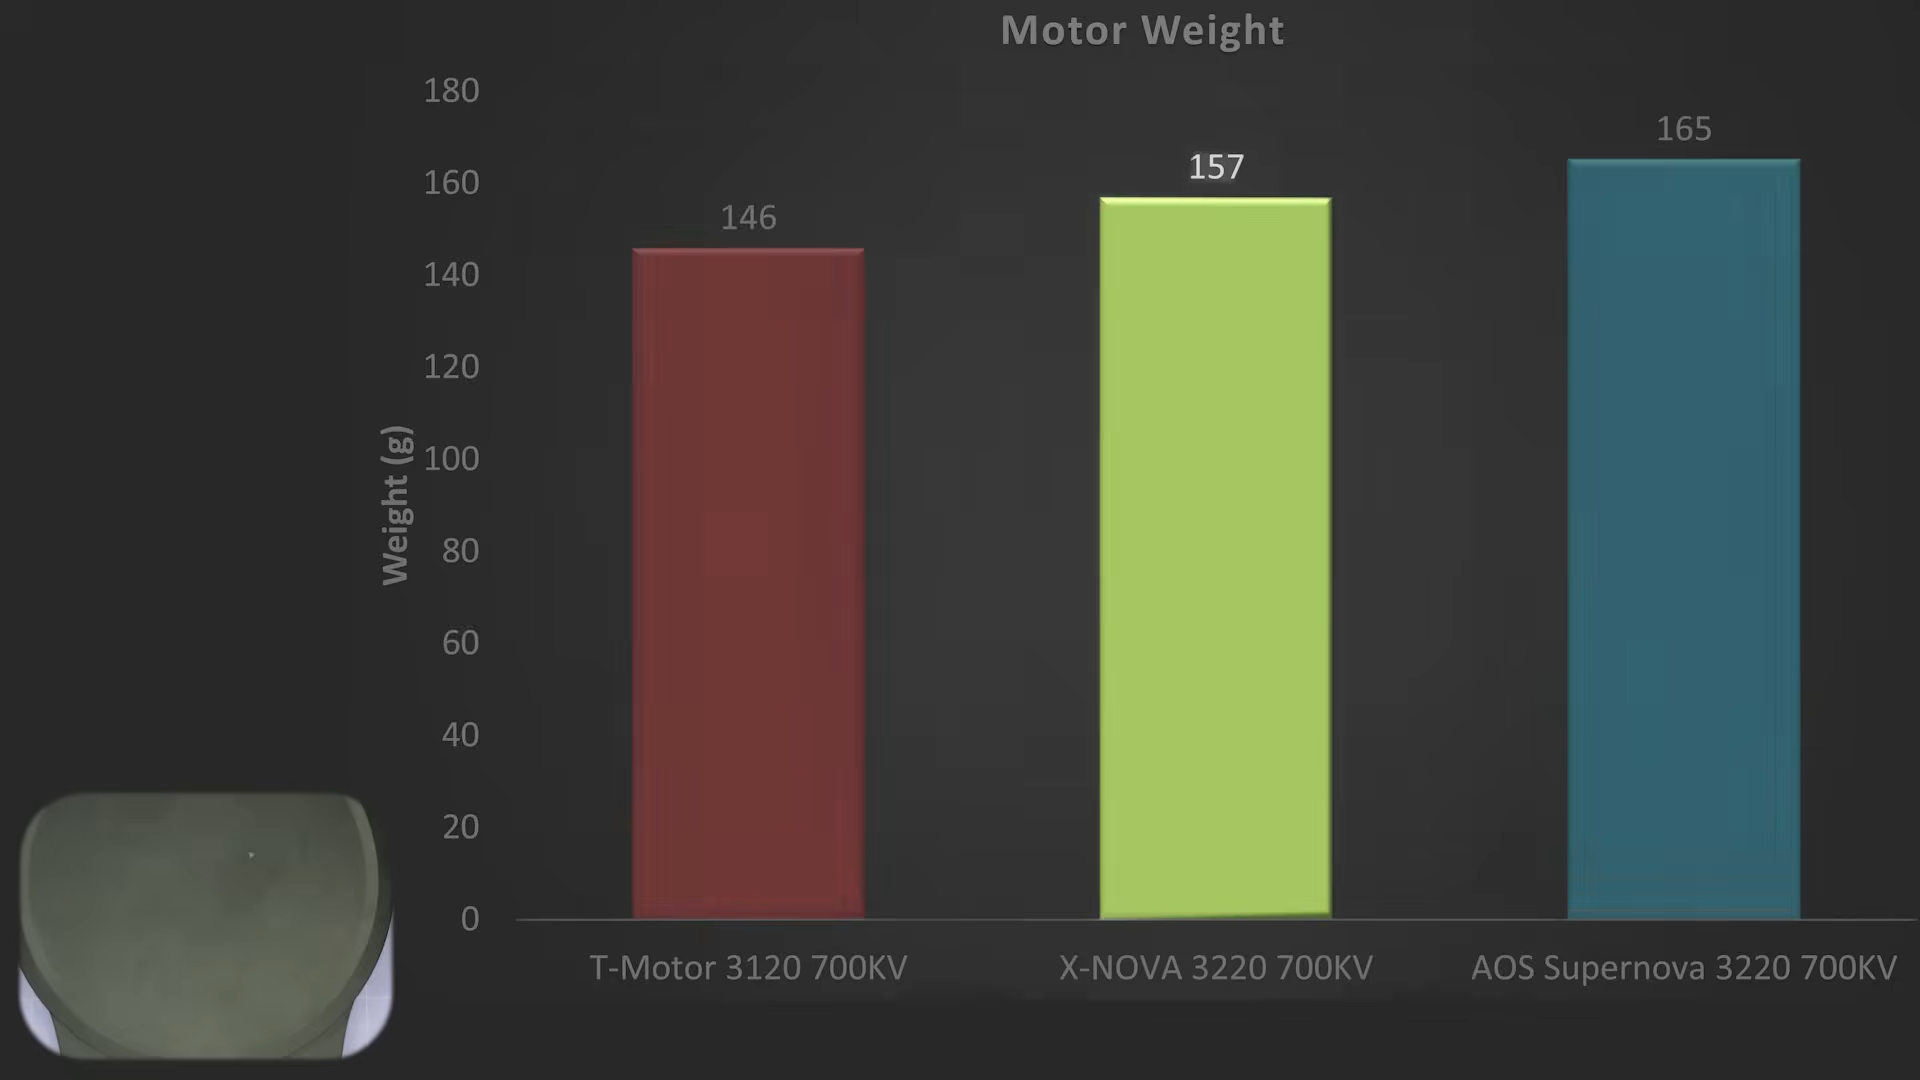 Motor Weight
180
160
140
120
100
80
60
40
20
0
Weight (g)
146
157
165
T-Motor 3120 700KV
X-NOVA 3220 700KV
AOS Supernova 3220 700KV